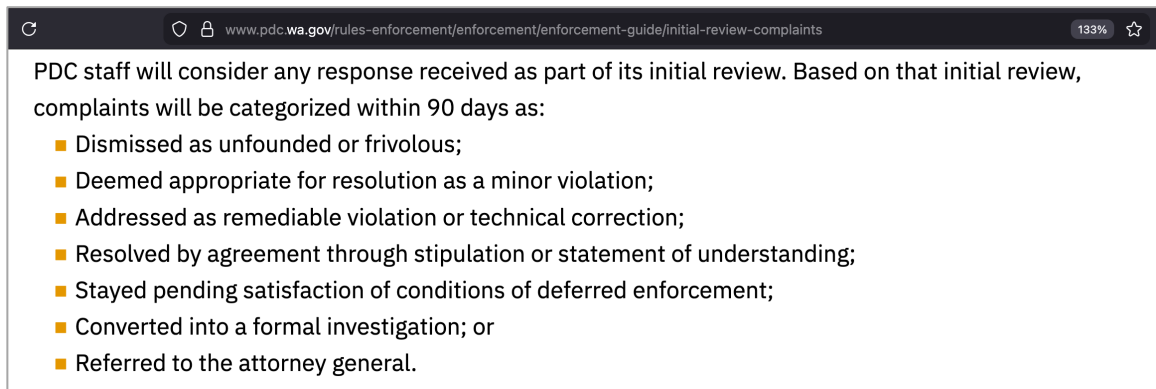 www.pdc.wa.gov/rules-enforcement/enforcement/enforcement-guide/initial-review-complaints 133%
PDC staff will consider any response received as part of its initial review. Based on that initial review,
complaints will be categorized within 90 days as:
Dismissed as unfounded or frivolous;
Deemed appropriate for resolution as a minor violation;
Addressed as remediable violation or technical correction;
Resolved by agreement through stipulation or statement of understanding;
Stayed pending satisfaction of conditions of deferred enforcement;
Converted into a formal investigation; or
Referred to the attorney general.